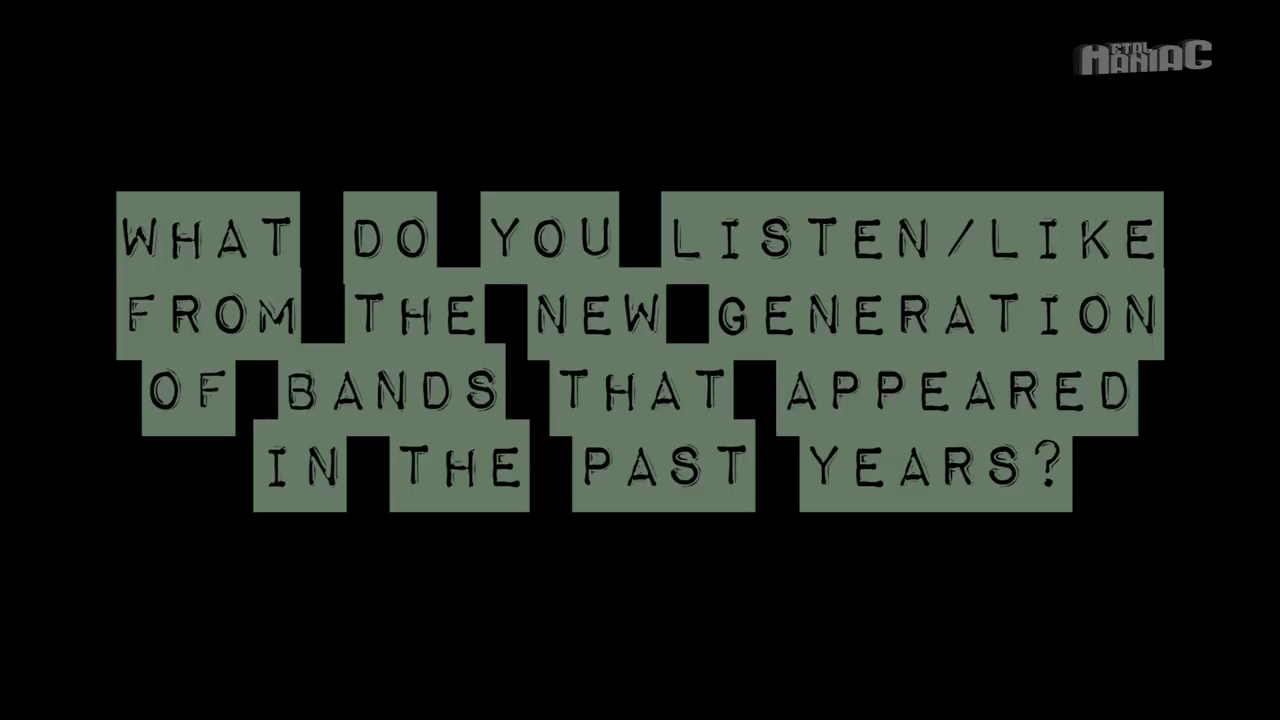 METAL MANIAC
WHAT DO YOU LISTEN/LIKE
FROM THE NEW GENERATION
OF BANDS THAT APPEARED
IN THE PAST YEARS?